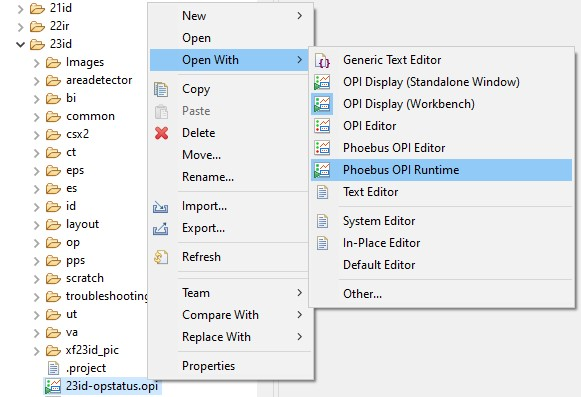 21id
22ir
23id
Images
areadetector
bi
common
csx2
ct
eps
es
id
layout
op
pps
scratch
troubleshooting
ut
va
xf23id_pic
.project
23id-opstatus.opi
New
Open
Open With
Copy
Paste
Delete
Move...
Rename...
Import...
Export...
Refresh
Team
Compare With
Replace With
Properties
Generic Text Editor
OPI Display (Standalone Window)
OPI Display (Workbench)
OPI Editor
Phoebus OPI Editor
Phoebus OPI Runtime
Text Editor
System Editor
In-Place Editor
Default Editor
Other...